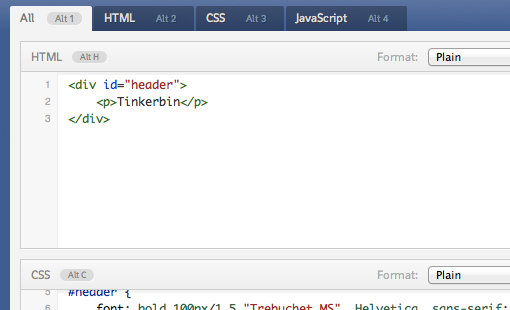 All Alt 1 HTML Alt 2 CSS Alt 3 JavaScript Alt 4
HTML Alt H Format: Plain
1 <div id="header">
2 <p>Tinkerbin</p>
3 </div>
CSS Alt C Format: Plain
5 #header {
6 font: bold 100px/1.5 "Trebuchet MS", Helvetica, sans-serif;